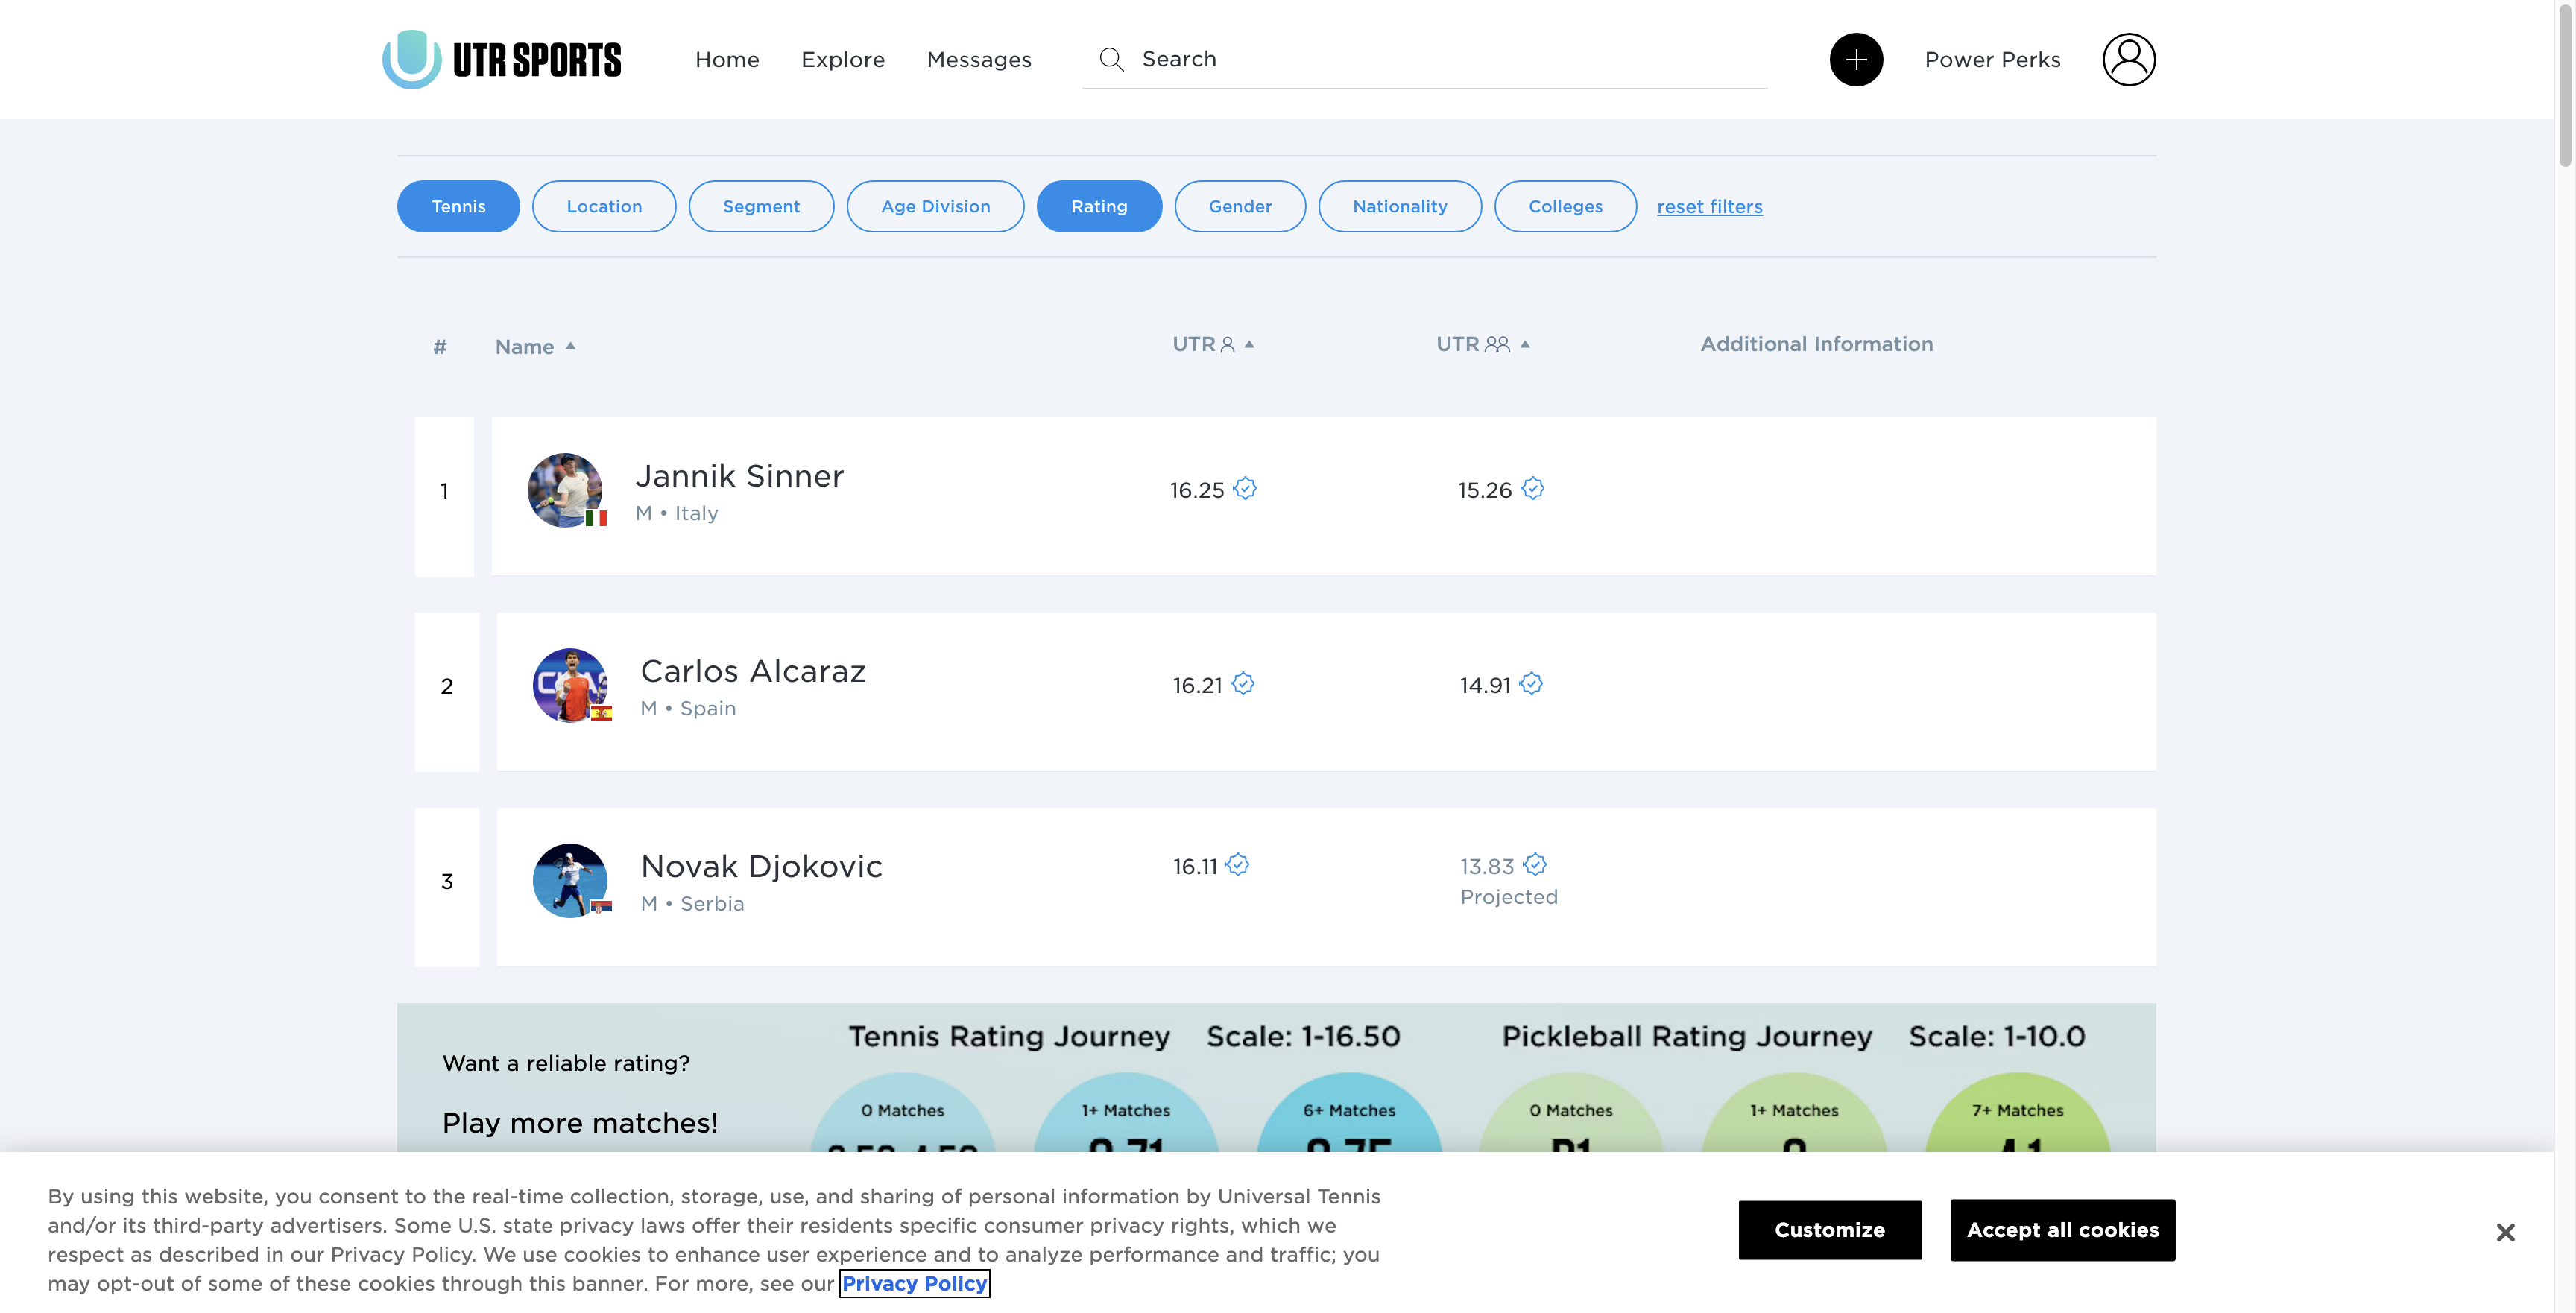 UTR SPORTS
Home Explore Messages Search Power Perks
Tennis Location Segment Age Division Rating Gender Nationality Colleges reset filters
# Name UTR UTR Additional Information
1 Jannik Sinner 16.25 15.26
M • Italy
2 Carlos Alcaraz 16.21 14.91
M • Spain
3 Novak Djokovic 16.11 13.83
M • Serbia Projected
Tennis Rating Journey Scale: 1-16.50 Pickleball Rating Journey Scale: 1-10.0
Want a reliable rating?
0 Matches 1+ Matches 6+ Matches 0 Matches 1+ Matches 7+ Matches
Play more matches!
By using this website, you consent to the real-time collection, storage, use, and sharing of personal information by Universal Tennis
and/or its third-party advertisers. Some U.S. state privacy laws offer their residents specific consumer privacy rights, which we
respect as described in our Privacy Policy. We use cookies to enhance user experience and to analyze performance and traffic; you
may opt-out of some of these cookies through this banner. For more, see our Privacy Policy
Customize Accept all cookies